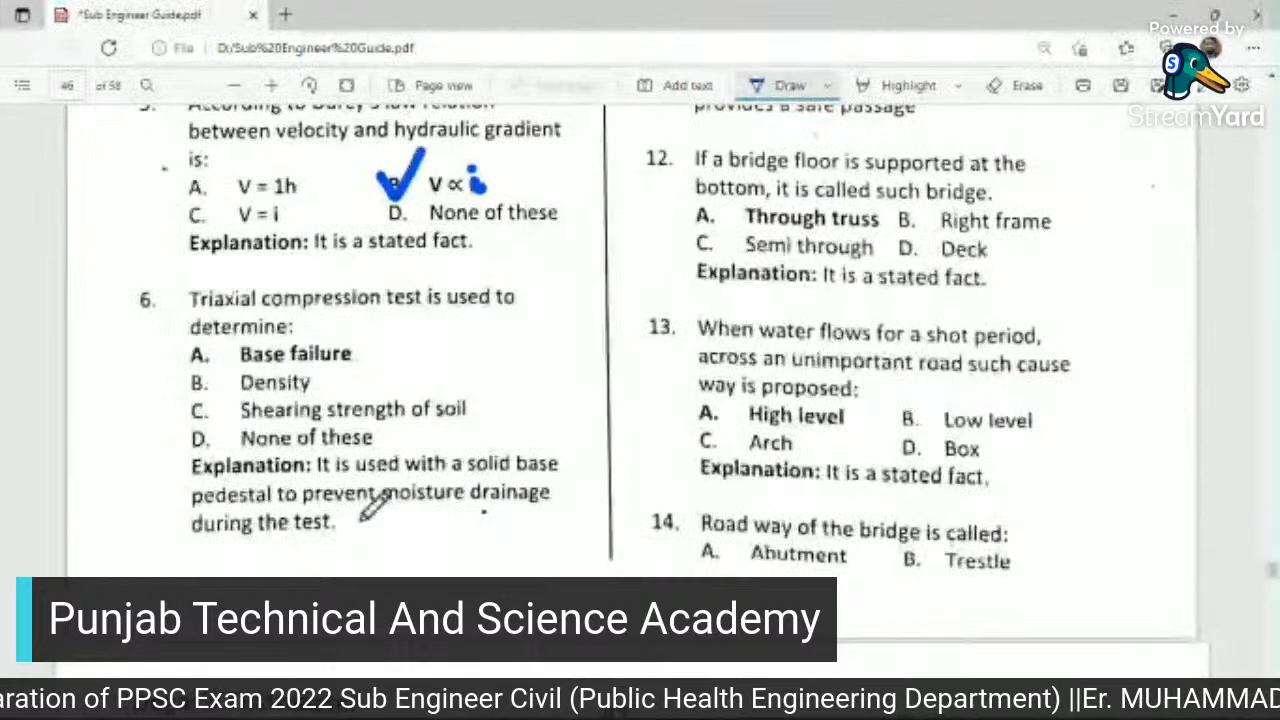 *Sub Engineer Guide.pdf
File
D:/Sub%20Engineer%20Guide.pdf
46 of 58
Page view
Add text
Draw
Highlight
Erase
Powered by
StreamYard
between velocity and hydraulic gradient
is:
A. V = 1h
V ∝ i
C. V = i D. None of these
Explanation: It is a stated fact.
6. Triaxial compression test is used to
determine:
A. Base failure
B. Density
C. Shearing strength of soil
D. None of these
Explanation: It is used with a solid base
pedestal to prevent moisture drainage
during the test.
provides a safe passage
12. If a bridge floor is supported at the
bottom, it is called such bridge.
A. Through truss B. Right frame
C. Semi through D. Deck
Explanation: It is a stated fact.
13. When water flows for a shot period,
across an unimportant road such cause
way is proposed:
A. High level B. Low level
C. Arch D. Box
Explanation: It is a stated fact.
14. Road way of the bridge is called:
A. Abutment B. Trestle
Punjab Technical And Science Academy
aration of PPSC Exam 2022 Sub Engineer Civil (Public Health Engineering Department) ||Er. MUHAMMAD